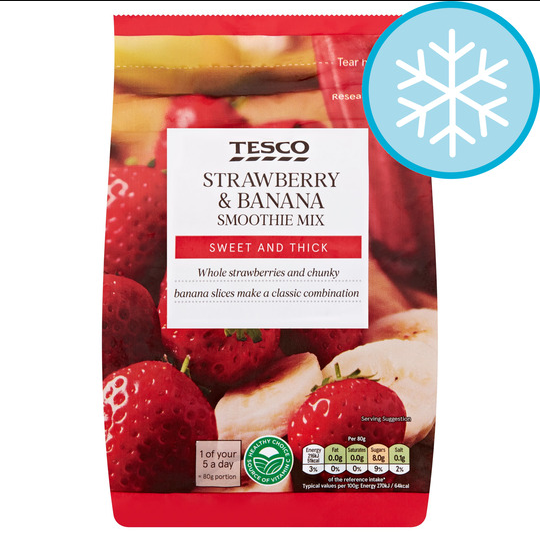 Tear
Resea
TESCO
STRAWBERRY
& BANANA
SMOOTHIE MIX
SWEET AND THICK
Whole strawberries and chunky
banana slices make a classic combination
Serving Suggestion
1 of your
5 a day
= 80g portion
HEALTHY CHOICE
SOURCE OF VITAMIN C
Per 80g
Energy Fat Saturates Sugars Salt
216kJ 51kcal 0.0g 0.0g 8.0g 0.1g
3% 0% 0% 9% 2%
of the reference intake*
Typical values per 100g: Energy 270kJ / 64kcal